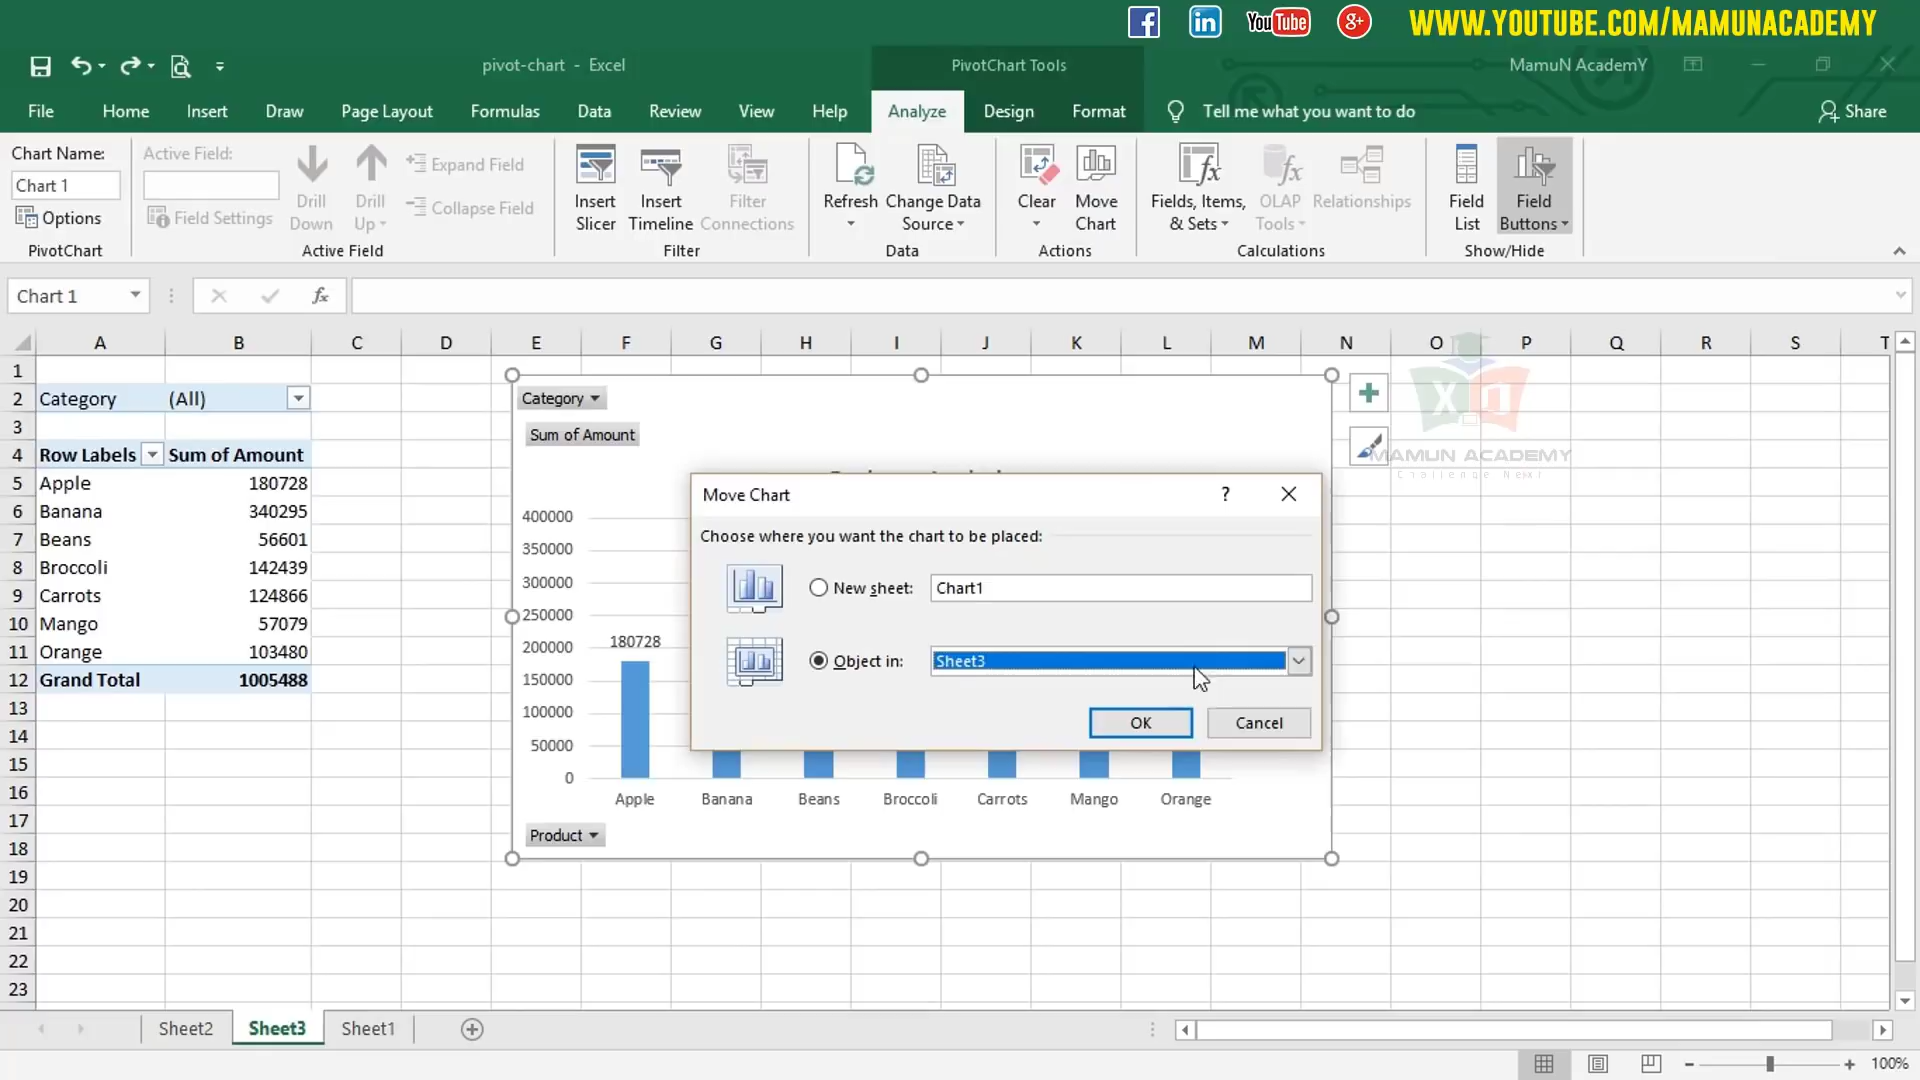 You Tube
g+
WWW.YOUTUBE.COM/MAMUNACADEMY
pivot-chart - Excel
PivotChart Tools
MamuN AcademY
File
Home
Insert
Draw
Page Layout
Formulas
Data
Review
View
Help
Analyze
Design
Format
Tell me what you want to do
Share
Chart Name:
Chart 1
Options
PivotChart
Active Field:
Field Settings
Drill
Down
Drill
Up
Expand Field
Collapse Field
Active Field
Insert
Slicer
Insert
Timeline
Filter
Connections
Filter
Refresh
Change Data
Source
Data
Clear
Move
Chart
Actions
Fields, Items,
& Sets
OLAP
Tools
Relationships
Calculations
Field
List
Field
Buttons
Show/Hide
Chart 1
fx
A B C D E F G H I J K L M N O P Q R S T
1
2 Category (All)
3
4 Row Labels Sum of Amount
5 Apple 180728
6 Banana 340295
7 Beans 56601
8 Broccoli 142439
9 Carrots 124866
10 Mango 57079
11 Orange 103480
12 Grand Total 1005488
13
14
15
16
17
18
19
20
21
22
23
Category
Sum of Amount
400000
350000
300000
250000
200000
150000
100000
50000
0
180728
Apple Banana Beans Broccoli Carrots Mango Orange
Product
Move Chart
?
Choose where you want the chart to be placed:
New sheet: Chart1
Object in: Sheet3
OK Cancel
MAMUN ACADEMY
Challenge Next
Sheet2 Sheet3 Sheet1
100%